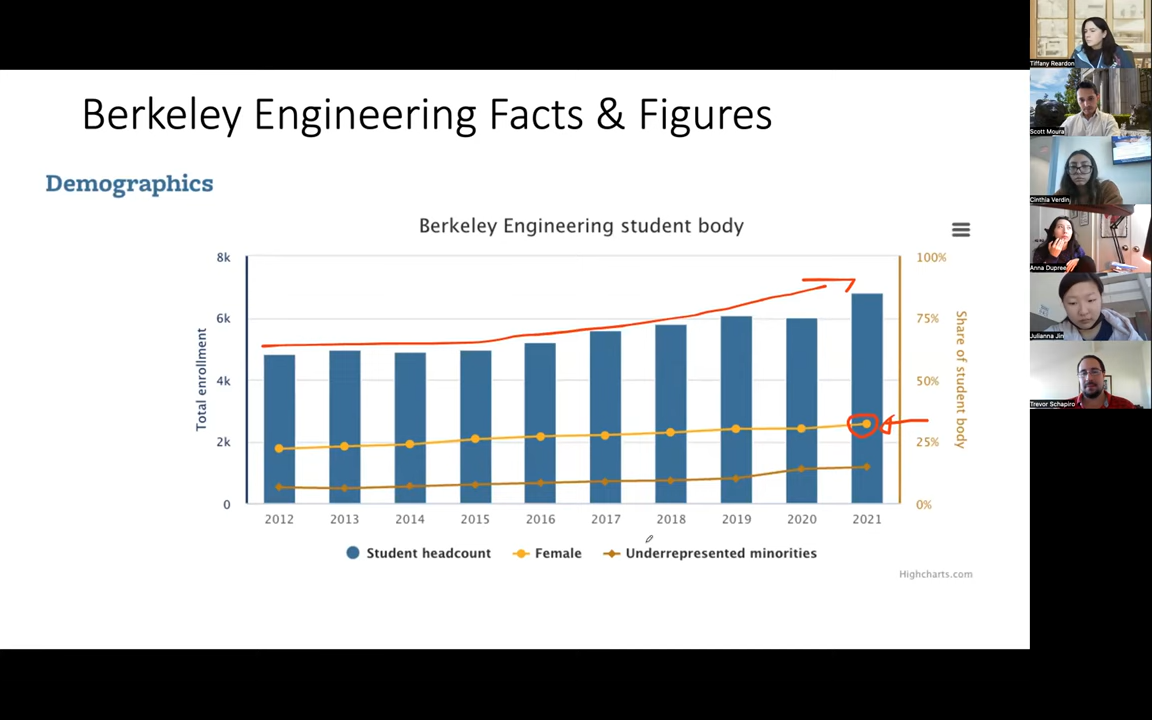 Berkeley Engineering Facts & Figures
Demographics
Berkeley Engineering student body
8k
6k
4k
2k
0
Total enrollment
100%
75%
50%
25%
0%
Share of student body
2012 2013 2014 2015 2016 2017 2018 2019 2020 2021
Student headcount Female Underrepresented minorities
Highcharts.com
Tiffany Reardon
Scott Moura
Cinthia Verdin
Anna Dupree
Julianna Jin
Trevor Schapiro